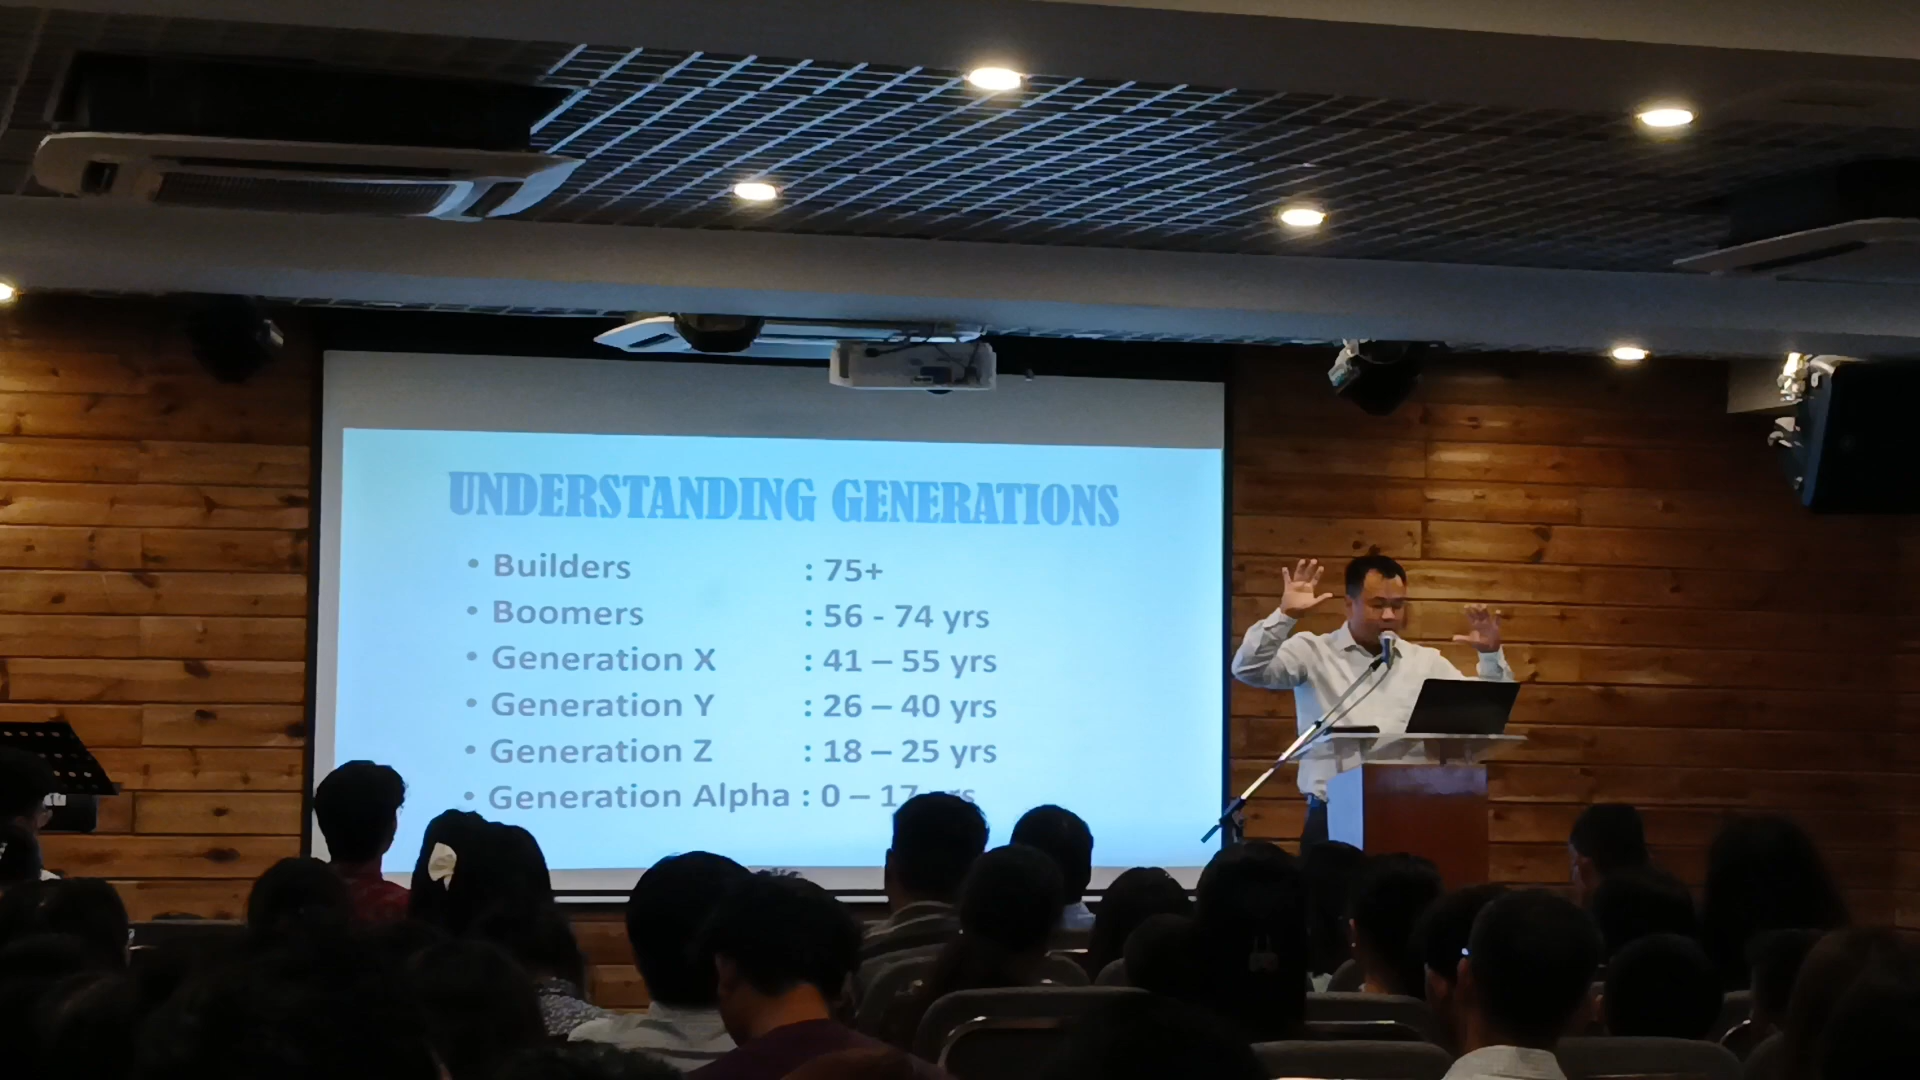 UNDERSTANDING GENERATIONS
• Builders : 75+
• Boomers : 56 - 74 yrs
• Generation X : 41 – 55 yrs
• Generation Y : 26 – 40 yrs
• Generation Z : 18 – 25 yrs
• Generation Alpha : 0 – 17 yrs